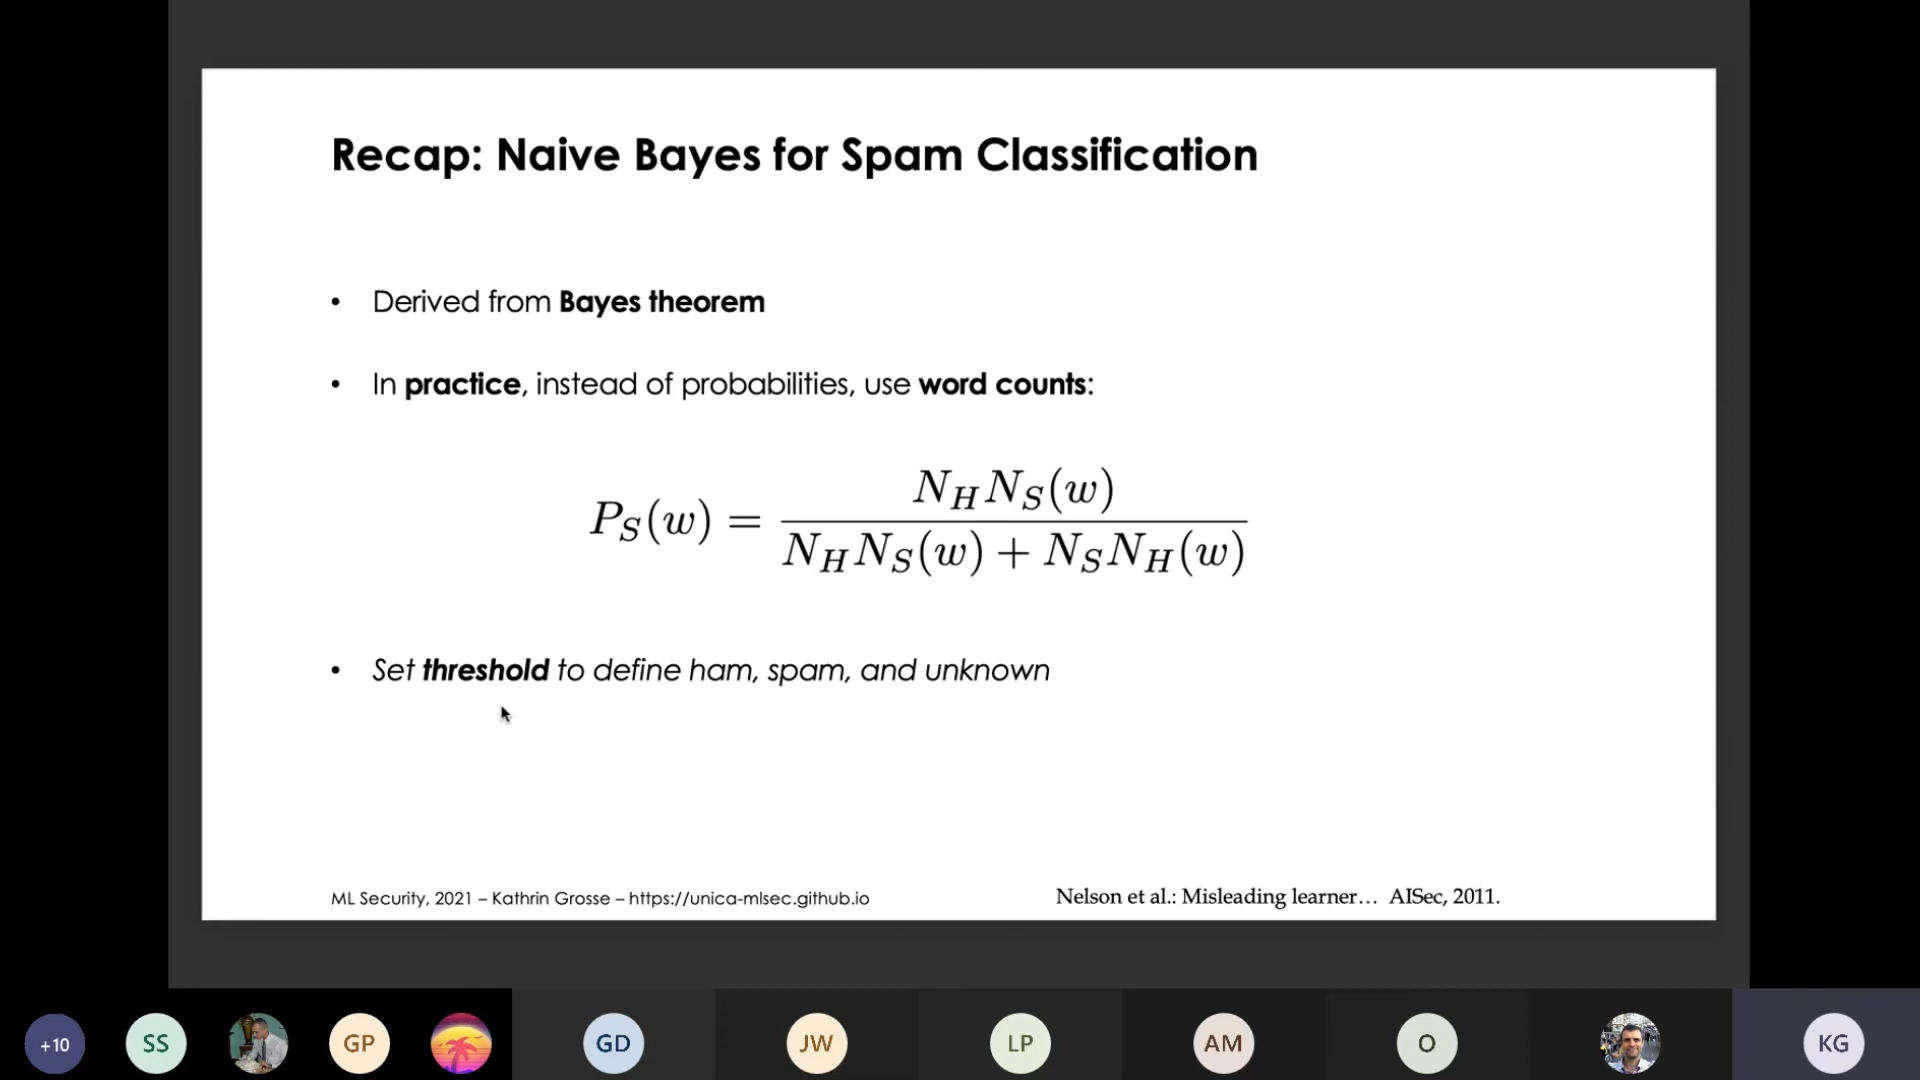 Recap: Naive Bayes for Spam Classification
• Derived from Bayes theorem
• In practice, instead of probabilities, use word counts:
P_S(w) = \frac{N_H N_S(w)}{N_H N_S(w) + N_S N_H(w)}
• Set threshold to define ham, spam, and unknown
ML Security, 2021 – Kathrin Grosse – https://unica-mlsec.github.io
Nelson et al.: Misleading learner… AISec, 2011.
+10
SS
GP
GD
JW
LP
AM
O
KG